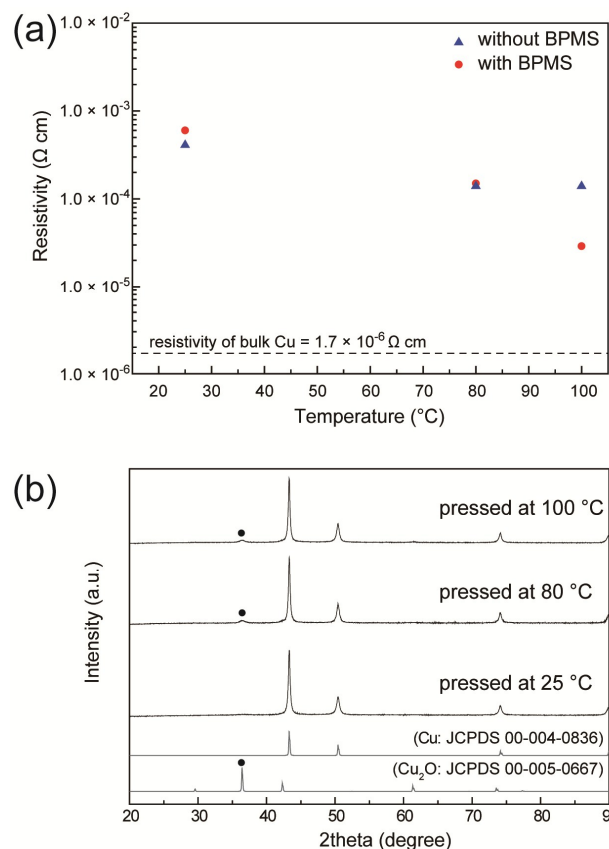 (a)
1.0 × 10⁻²
1.0 × 10⁻³
1.0 × 10⁻⁴
1.0 × 10⁻⁵
1.0 × 10⁻⁶
Resistivity (Ω cm)
without BPMS
with BPMS
resistivity of bulk Cu = 1.7 × 10⁻⁶ Ω cm
20 30 40 50 60 70 80 90 100
Temperature (°C)
(b)
Intensity (a.u.)
pressed at 100 °C
pressed at 80 °C
pressed at 25 °C
(Cu: JCPDS 00-004-0836)
(Cu₂O: JCPDS 00-005-0667)
20 30 40 50 60 70 80 9
2theta (degree)